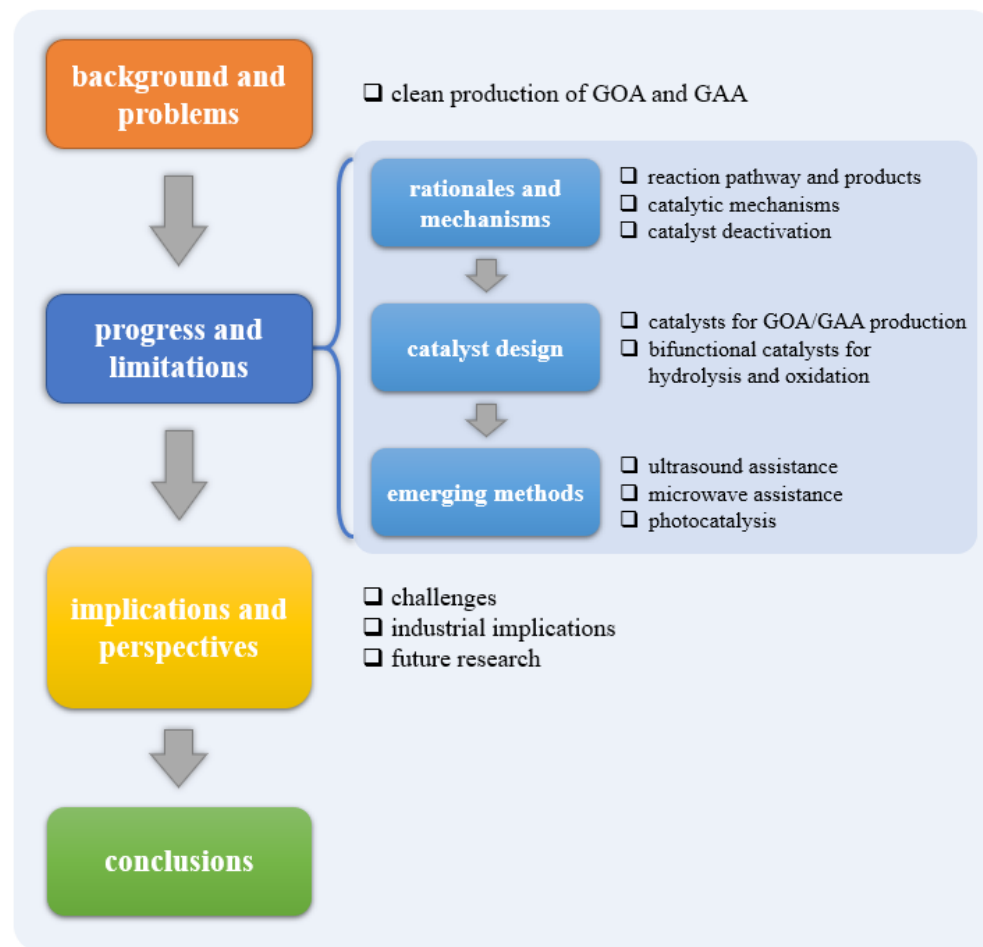 background and
problems
❑ clean production of GOA and GAA
rationales and
mechanisms
❑ reaction pathway and products
❑ catalytic mechanisms
❑ catalyst deactivation
progress and
limitations
catalyst design
❑ catalysts for GOA/GAA production
❑ bifunctional catalysts for
hydrolysis and oxidation
emerging methods
❑ ultrasound assistance
❑ microwave assistance
❑ photocatalysis
implications and
perspectives
❑ challenges
❑ industrial implications
❑ future research
conclusions